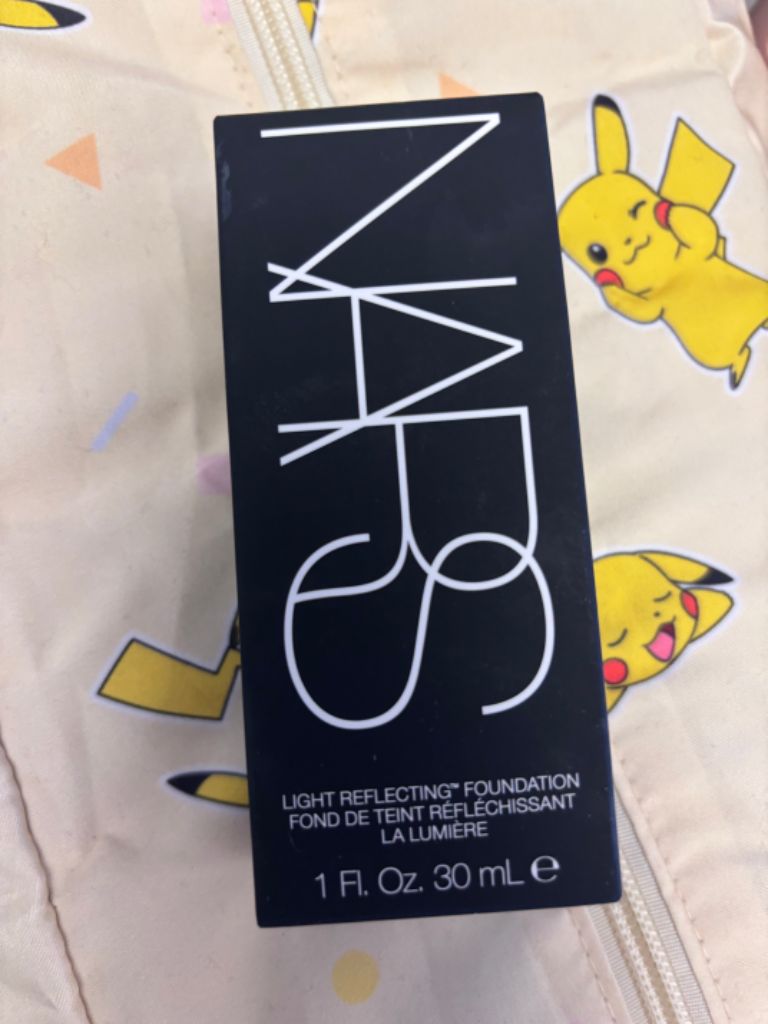 NARS
LIGHT REFLECTING™ FOUNDATION
FOND DE TEINT RÉFLÉCHISSANT
LA LUMIÈRE
1 Fl. Oz. 30 mL ℮